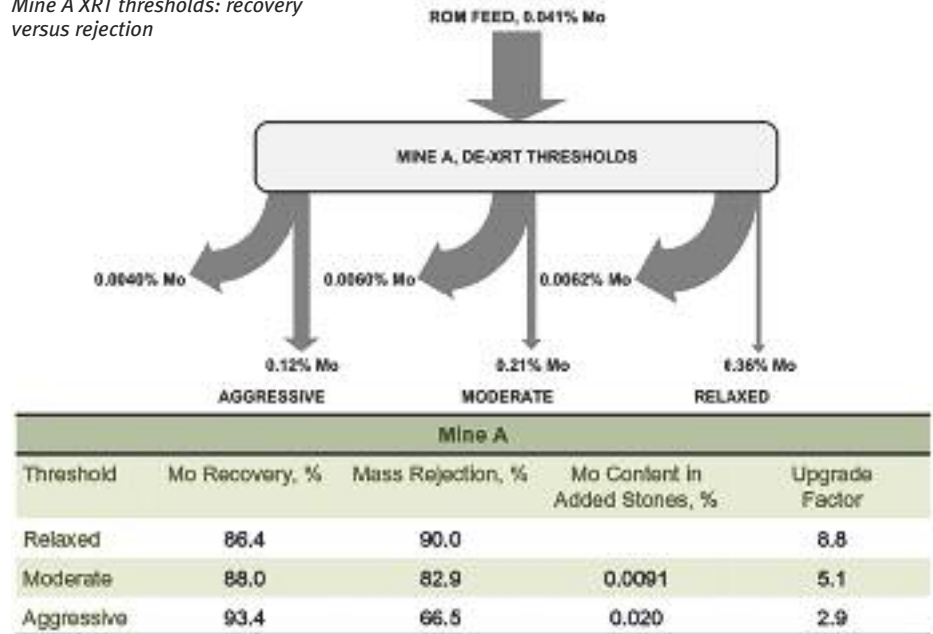 Mine A XRT thresholds: recovery
versus rejection
ROM FEED, 0.041% Mo
MINE A, DE-XRT THRESHOLDS
0.0040% Mo
0.0060% Mo
0.0062% Mo
0.12% Mo
0.21% Mo
0.36% Mo
AGGRESSIVE
MODERATE
RELAXED
Mine A
Threshold Mo Recovery, % Mass Rejection, % Mo Content in Added Stones, % Upgrade Factor
Relaxed 86.4 90.0 8.8
Moderate 88.0 82.9 0.0091 5.1
Aggressive 93.4 66.5 0.020 2.9